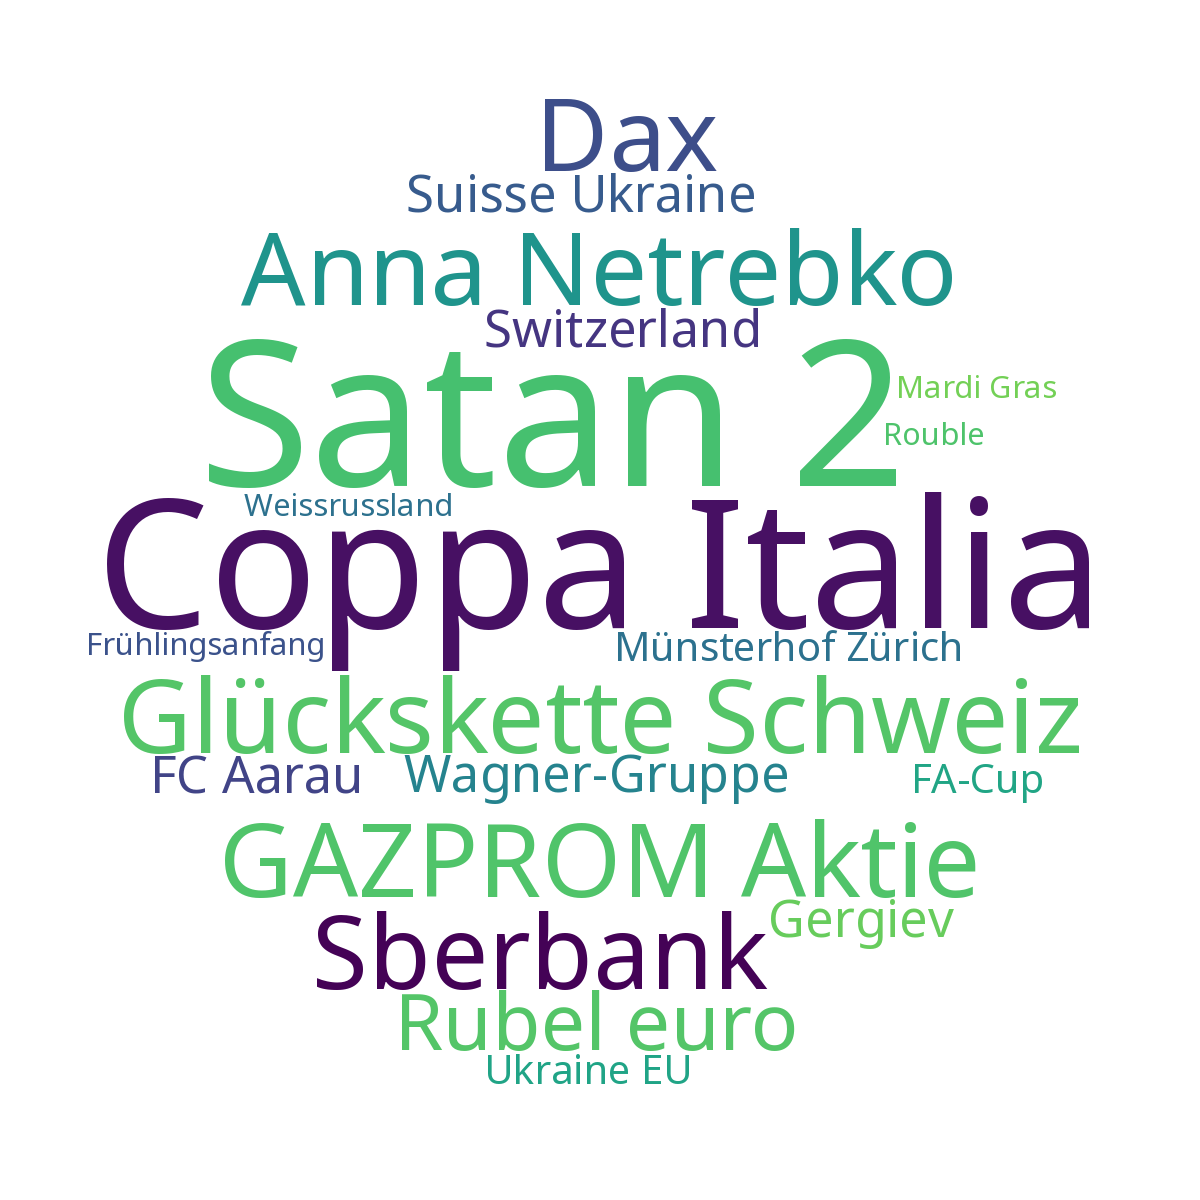 Dax
Suisse Ukraine
Anna Netrebko
Switzerland
Satan 2
Mardi Gras
Rouble
Weissrussland
Coppa Italia
Frühlingsanfang
Münsterhof Zürich
Glückskette Schweiz
FC Aarau
Wagner-Gruppe
FA-Cup
GAZPROM Aktie
Gergiev
Sberbank
Rubel euro
Ukraine EU